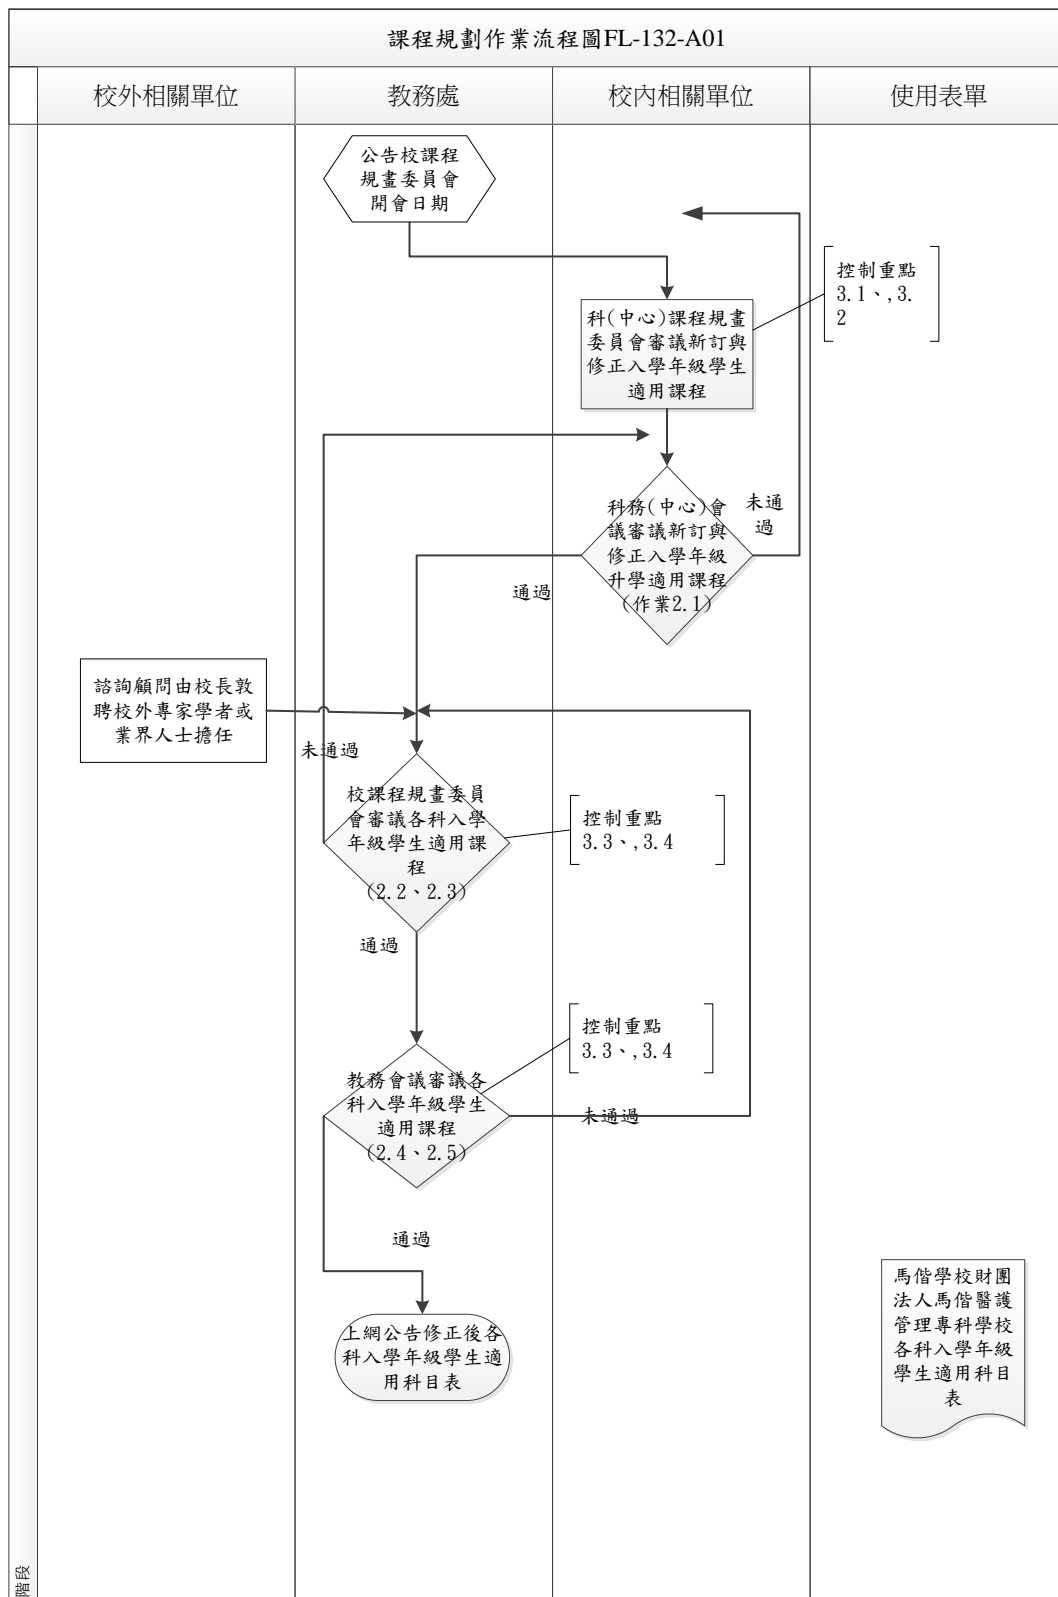 課程規劃作業流程圖FL-132-A01
校外相關單位
教務處
校內相關單位
使用表單
公告校課程
規畫委員會
開會日期
控制重點
3.1、,3.
2
科(中心)課程規畫
委員會審議新訂與
修正入學年級學生
適用課程
科務(中心)會
議審議新訂與
修正入學年級
升學適用課程
(作業2.1)
未通
過
通過
諮詢顧問由校長敦
聘校外專家學者或
業界人士擔任
未通過
校課程規畫委員
會審議各科入學
年級學生適用課
程
(2.2、2.3)
控制重點
3.3、,3.4
通過
控制重點
3.3、,3.4
教務會議審議各
科入學年級學生
適用課程
(2.4、2.5)
未通過
通過
上網公告修正後各
科入學年級學生適
用科目表
馬偕學校財團
法人馬偕醫護
管理專科學校
各科入學年級
學生適用科目
表
階段